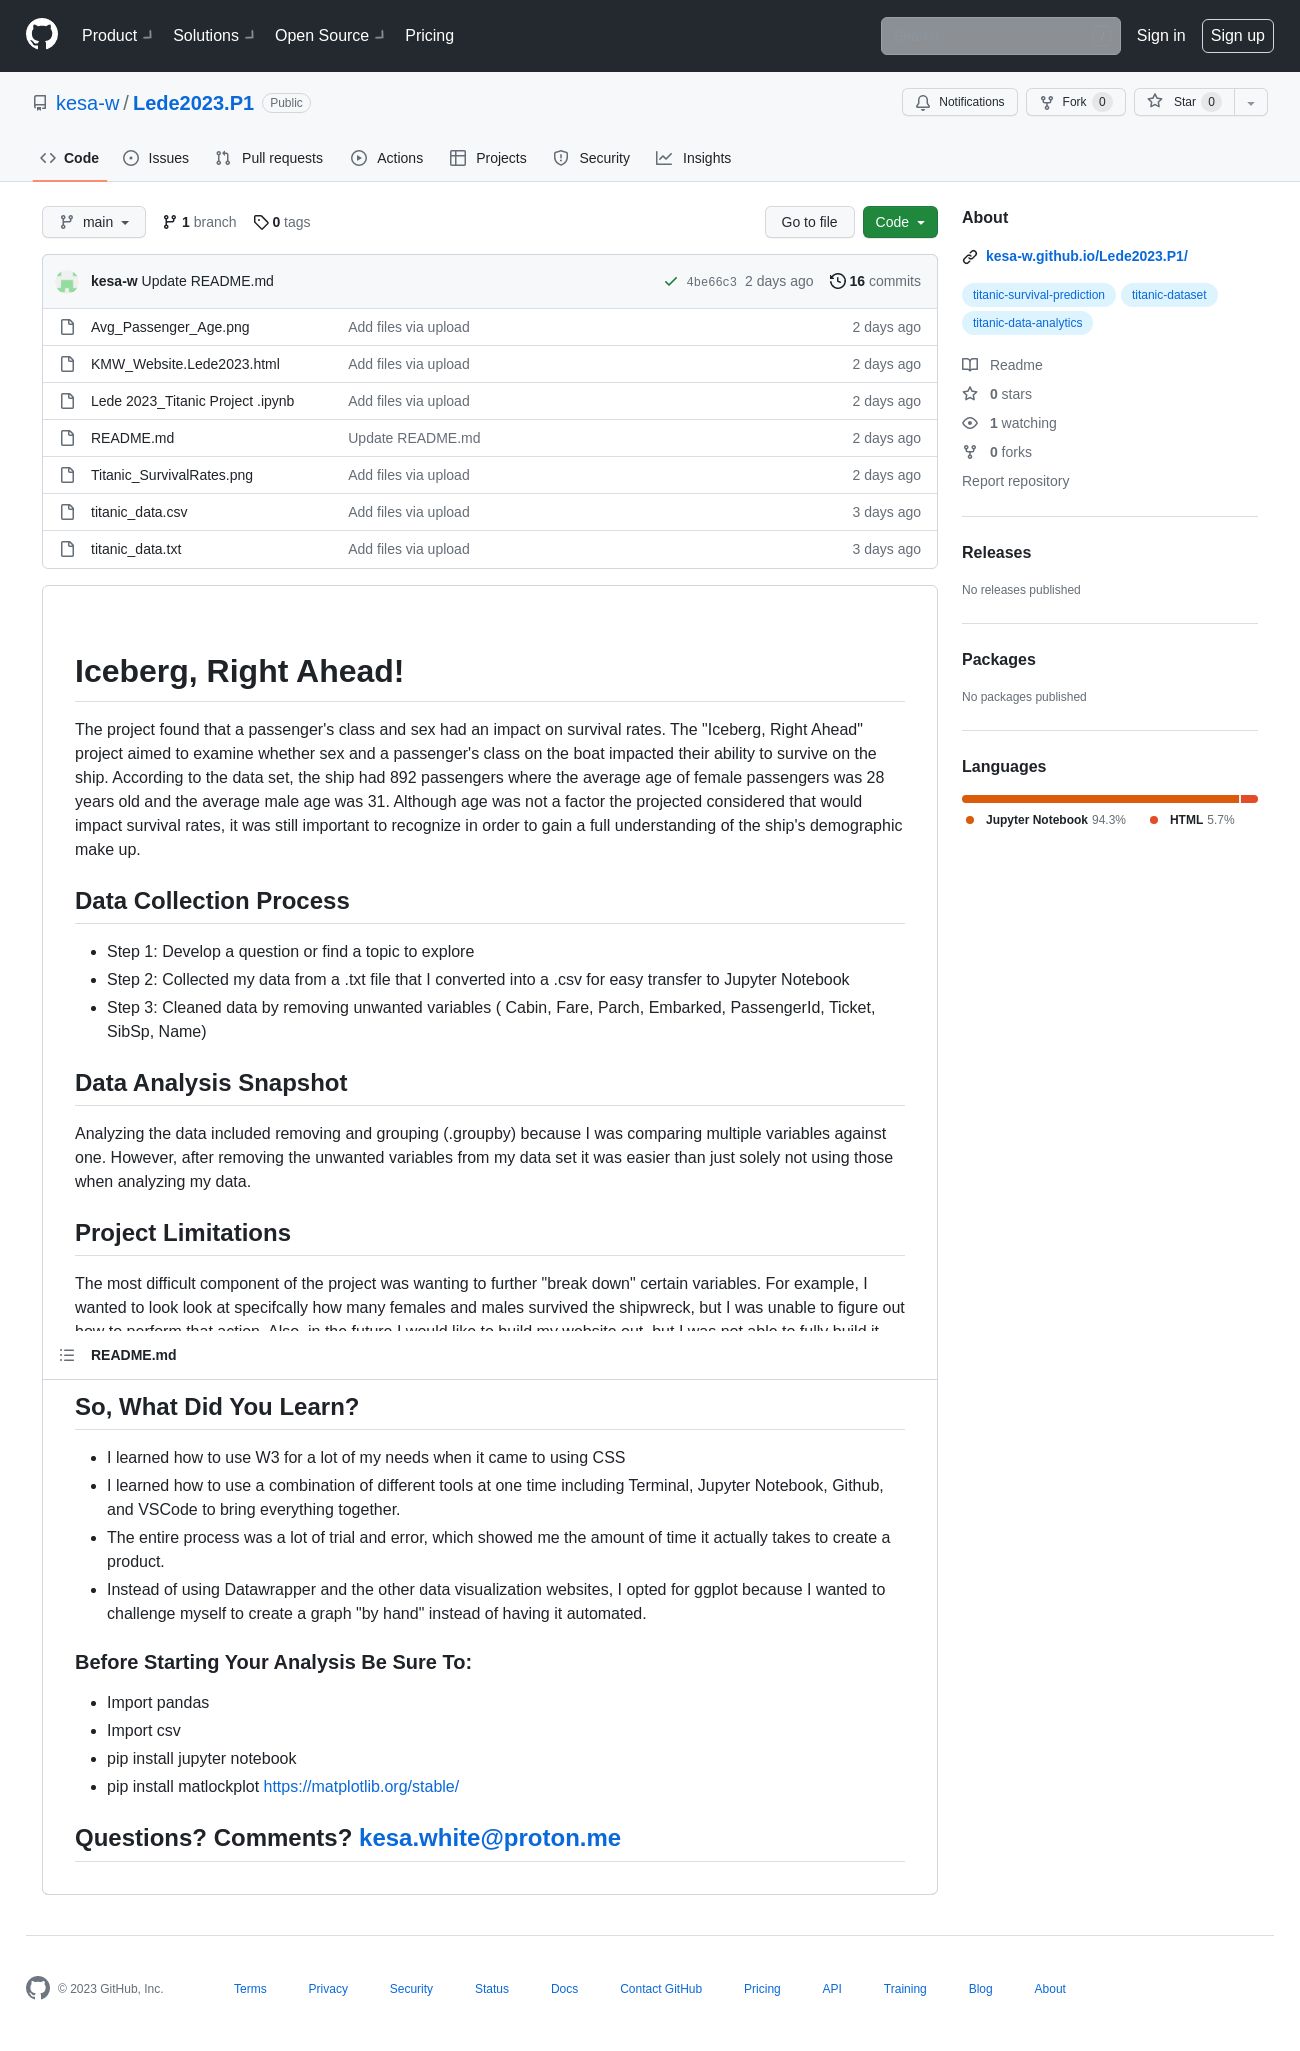 Product Solutions Open Source Pricing Sign in Sign up
kesa-w / Lede2023.P1 Public Notifications Fork 0 Star 0
Code Issues Pull requests Actions Projects Security Insights
main 1 branch 0 tags Go to file Code
kesa-w Update README.md 4be66c3 2 days ago 16 commits
Avg_Passenger_Age.png Add files via upload 2 days ago
KMW_Website.Lede2023.html Add files via upload 2 days ago
Lede 2023_Titanic Project .ipynb Add files via upload 2 days ago
README.md Update README.md 2 days ago
Titanic_SurvivalRates.png Add files via upload 2 days ago
titanic_data.csv Add files via upload 3 days ago
titanic_data.txt Add files via upload 3 days ago
Iceberg, Right Ahead!
The project found that a passenger's class and sex had an impact on survival rates. The "Iceberg, Right Ahead"
project aimed to examine whether sex and a passenger's class on the boat impacted their ability to survive on the
ship. According to the data set, the ship had 892 passengers where the average age of female passengers was 28
years old and the average male age was 31. Although age was not a factor the projected considered that would
impact survival rates, it was still important to recognize in order to gain a full understanding of the ship's demographic
make up.
Data Collection Process
Step 1: Develop a question or find a topic to explore
Step 2: Collected my data from a .txt file that I converted into a .csv for easy transfer to Jupyter Notebook
Step 3: Cleaned data by removing unwanted variables ( Cabin, Fare, Parch, Embarked, PassengerId, Ticket,
SibSp, Name)
Data Analysis Snapshot
Analyzing the data included removing and grouping (.groupby) because I was comparing multiple variables against
one. However, after removing the unwanted variables from my data set it was easier than just solely not using those
when analyzing my data.
Project Limitations
The most difficult component of the project was wanting to further "break down" certain variables. For example, I
wanted to look look at specifcally how many females and males survived the shipwreck, but I was unable to figure out
how to perform that action. Also, in the future I would like to build my website out, but I was not able to fully build it
README.md
So, What Did You Learn?
I learned how to use W3 for a lot of my needs when it came to using CSS
I learned how to use a combination of different tools at one time including Terminal, Jupyter Notebook, Github,
and VSCode to bring everything together.
The entire process was a lot of trial and error, which showed me the amount of time it actually takes to create a
product.
Instead of using Datawrapper and the other data visualization websites, I opted for ggplot because I wanted to
challenge myself to create a graph "by hand" instead of having it automated.
Before Starting Your Analysis Be Sure To:
Import pandas
Import csv
pip install jupyter notebook
pip install matlockplot https://matplotlib.org/stable/
Questions? Comments? kesa.white@proton.me
About
kesa-w.github.io/Lede2023.P1/
titanic-survival-prediction titanic-dataset
titanic-data-analytics
Readme
0 stars
1 watching
0 forks
Report repository
Releases
No releases published
Packages
No packages published
Languages
Jupyter Notebook 94.3% HTML 5.7%
© 2023 GitHub, Inc. Terms Privacy Security Status Docs Contact GitHub Pricing API Training Blog About